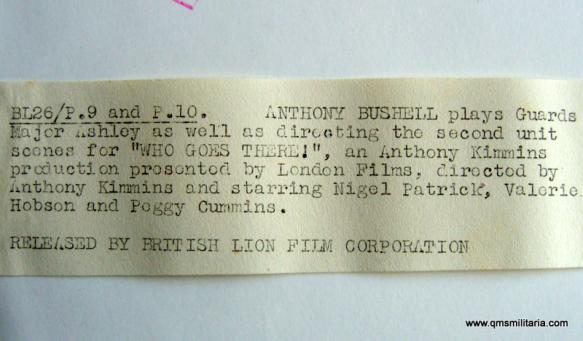 BL26/P.9 and P.10. ANTHONY BUSHELL plays Guards
Major Ashley as well as directing the second unit
scenes for "WHO GOES THERE!", an Anthony Kimmins
production presented by London Films, directed by
Anthony Kimmins and starring Nigel Patrick, Valerie
Hobson and Peggy Cummins.
RELEASED BY BRITISH LION FILM CORPORATION
www.qmsmilitaria.com